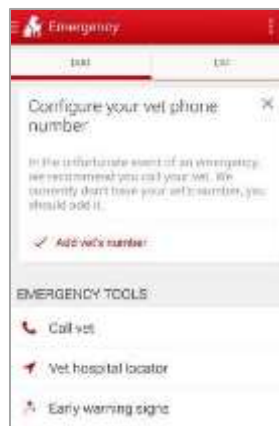 Emergency
Configure your vet phone
number
In the unfortunate event of an emergency,
we recommend you call your vet. We
currently don't have your vet's number, you
should add it.
Add vet's number
EMERGENCY TOOLS
Call vet
Vet hospital locator
Early warning signs